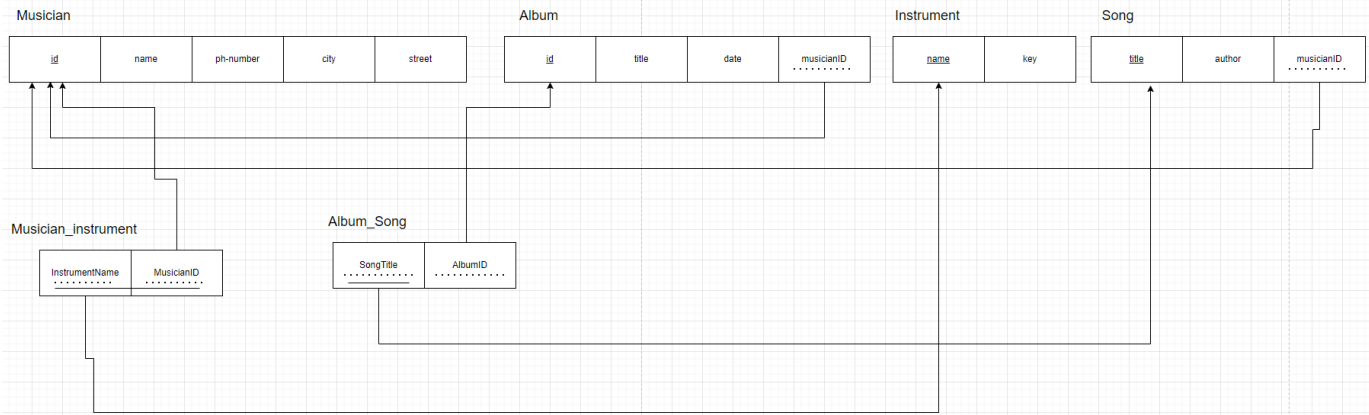 Musician
Album
Instrument
Song
id name ph-number city street
id title date musicianID
name key
title author musicianID
Musician_instrument
Album_Song
InstrumentName MusicianID
SongTitle AlbumID